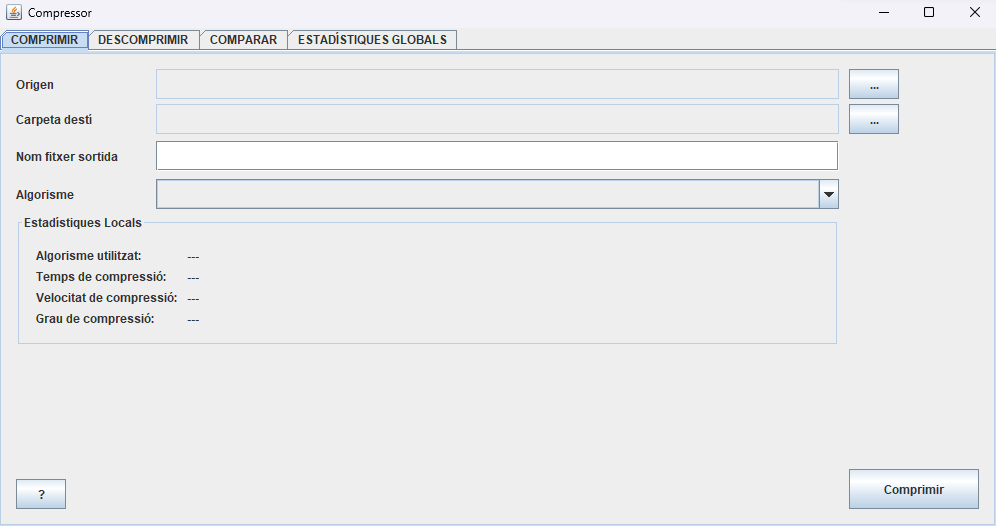 Compressor
COMPRIMIR DESCOMPRIMIR COMPARAR ESTADÍSTIQUES GLOBALS
Origen ...
Carpeta destí ...
Nom fitxer sortida
Algorisme
Estadístiques Locals
Algorisme utilitzat: ---
Temps de compressió: ---
Velocitat de compressió: ---
Grau de compressió: ---
? Comprimir